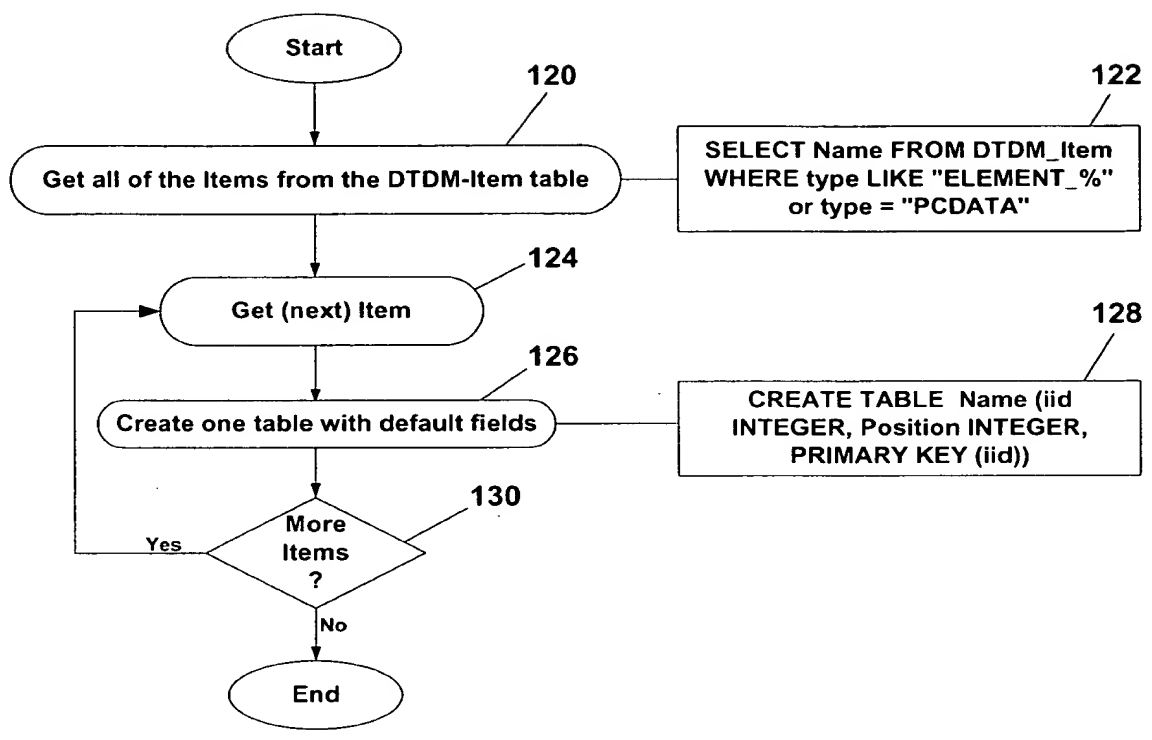 Start
120
122
Get all of the Items from the DTDM-Item table
SELECT Name FROM DTDM_Item
WHERE type LIKE "ELEMENT_%"
or type = "PCDATA"
124
Get (next) Item
128
126
Create one table with default fields
CREATE TABLE Name (iid
INTEGER, Position INTEGER,
PRIMARY KEY (iid))
130
More
Items
?
Yes
No
End